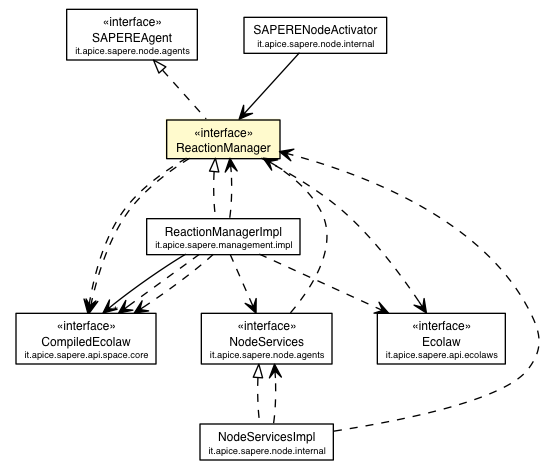 «interface»
SAPEREAgent
it.apice.sapere.node.agents
SAPERENodeActivator
it.apice.sapere.node.internal
«interface»
ReactionManager
ReactionManagerImpl
it.apice.sapere.management.impl
«interface»
CompiledEcolaw
it.apice.sapere.api.space.core
«interface»
NodeServices
it.apice.sapere.node.agents
«interface»
Ecolaw
it.apice.sapere.api.ecolaws
NodeServicesImpl
it.apice.sapere.node.internal